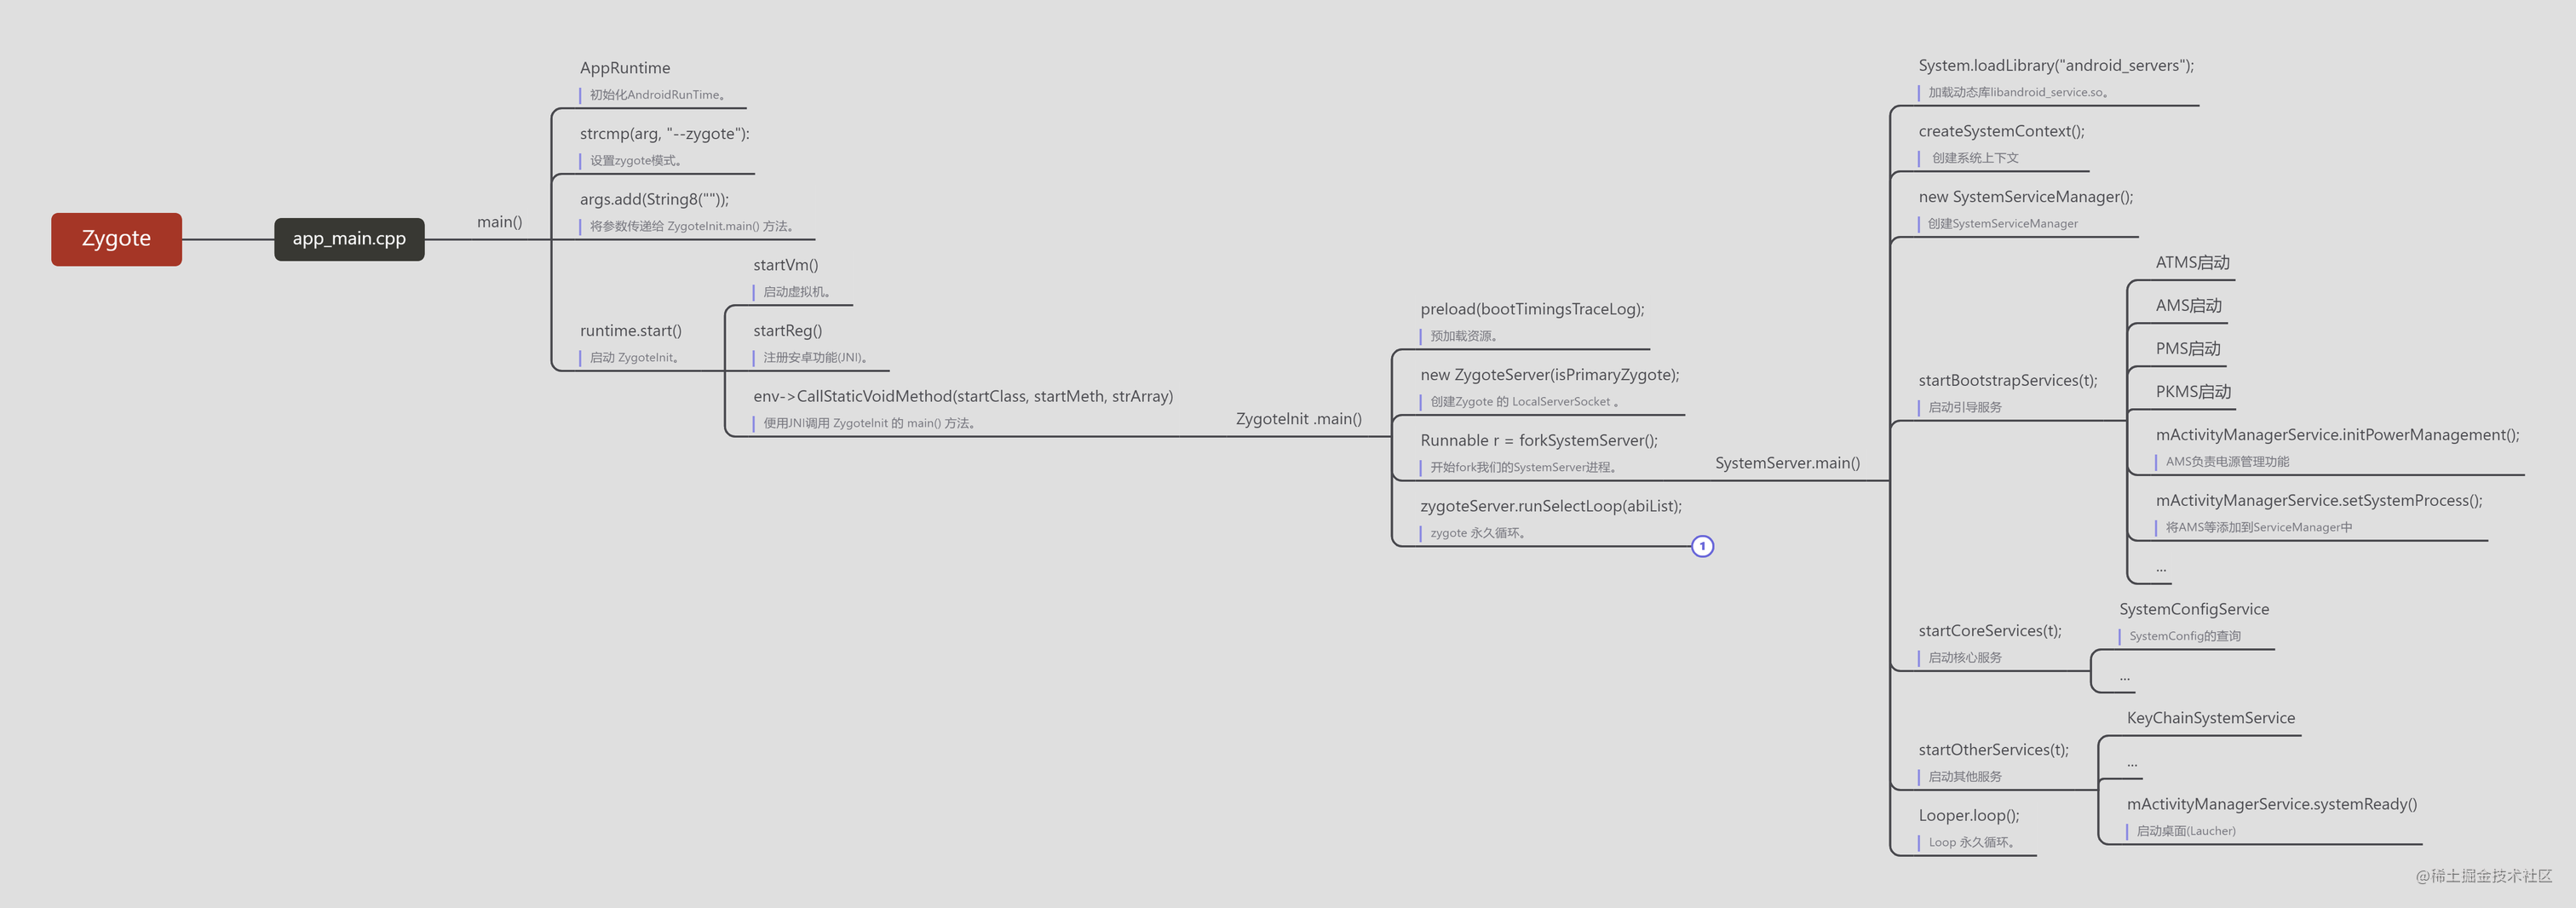 Zygote
app_main.cpp
main()
AppRuntime
初始化AndroidRunTime。
strcmp(arg, "--zygote"):
设置zygote模式。
args.add(String8(""));
将参数传递给 ZygoteInit.main() 方法。
runtime.start()
启动 ZygoteInit。
startVm()
启动虚拟机。
startReg()
注册安卓功能(JNI)。
env->CallStaticVoidMethod(startClass, startMeth, strArray)
便用JNI调用 ZygoteInit 的 main() 方法。
ZygoteInit .main()
preload(bootTimingsTraceLog);
预加载资源。
new ZygoteServer(isPrimaryZygote);
创建Zygote 的 LocalServerSocket 。
Runnable r = forkSystemServer();
开始fork我们的SystemServer进程。
zygoteServer.runSelectLoop(abiList);
zygote 永久循环。
1
SystemServer.main()
System.loadLibrary("android_servers");
加载动态库libandroid_service.so。
createSystemContext();
创建系统上下文
new SystemServiceManager();
创建SystemServiceManager
startBootstrapServices(t);
启动引导服务
ATMS启动
AMS启动
PMS启动
PKMS启动
mActivityManagerService.initPowerManagement();
AMS负责电源管理功能
mActivityManagerService.setSystemProcess();
将AMS等添加到ServiceManager中
...
startCoreServices(t);
启动核心服务
SystemConfigService
SystemConfig的查询
...
startOtherServices(t);
启动其他服务
KeyChainSystemService
...
mActivityManagerService.systemReady()
启动桌面(Laucher)
Looper.loop();
Loop 永久循环。
@稀土掘金技术社区